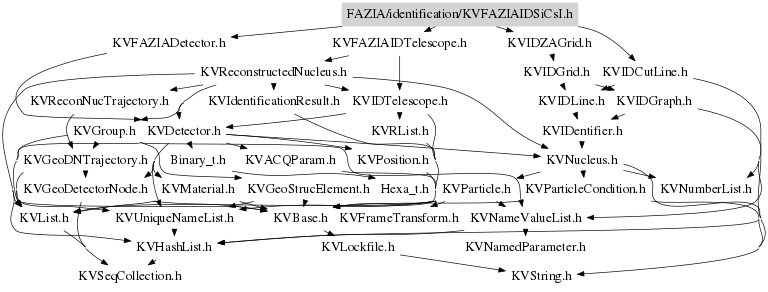 FAZIA/identification/KVFAZIAIDSiCsI.h
KVFAZIADetector.h KVFAZIAIDTelescope.h KVIDZAGrid.h
KVReconstructedNucleus.h KVIDGrid.h KVIDCutLine.h
KVReconNucTrajectory.h KVIdentificationResult.h KVIDTelescope.h KVIDLine.h KVIDGraph.h
KVGroup.h KVDetector.h KVRList.h KVIDentifier.h
KVGeoDNTrajectory.h Binary_t.h KVACQParam.h KVPosition.h KVNucleus.h
KVGeoDetectorNode.h KVMaterial.h KVGeoStrucElement.h Hexa_t.h KVParticle.h KVParticleCondition.h KVNumberList.h
KVList.h KVUniqueNameList.h KVBase.h KVFrameTransform.h KVNameValueList.h
KVHashList.h KVLockfile.h KVNamedParameter.h
KVSeqCollection.h KVString.h